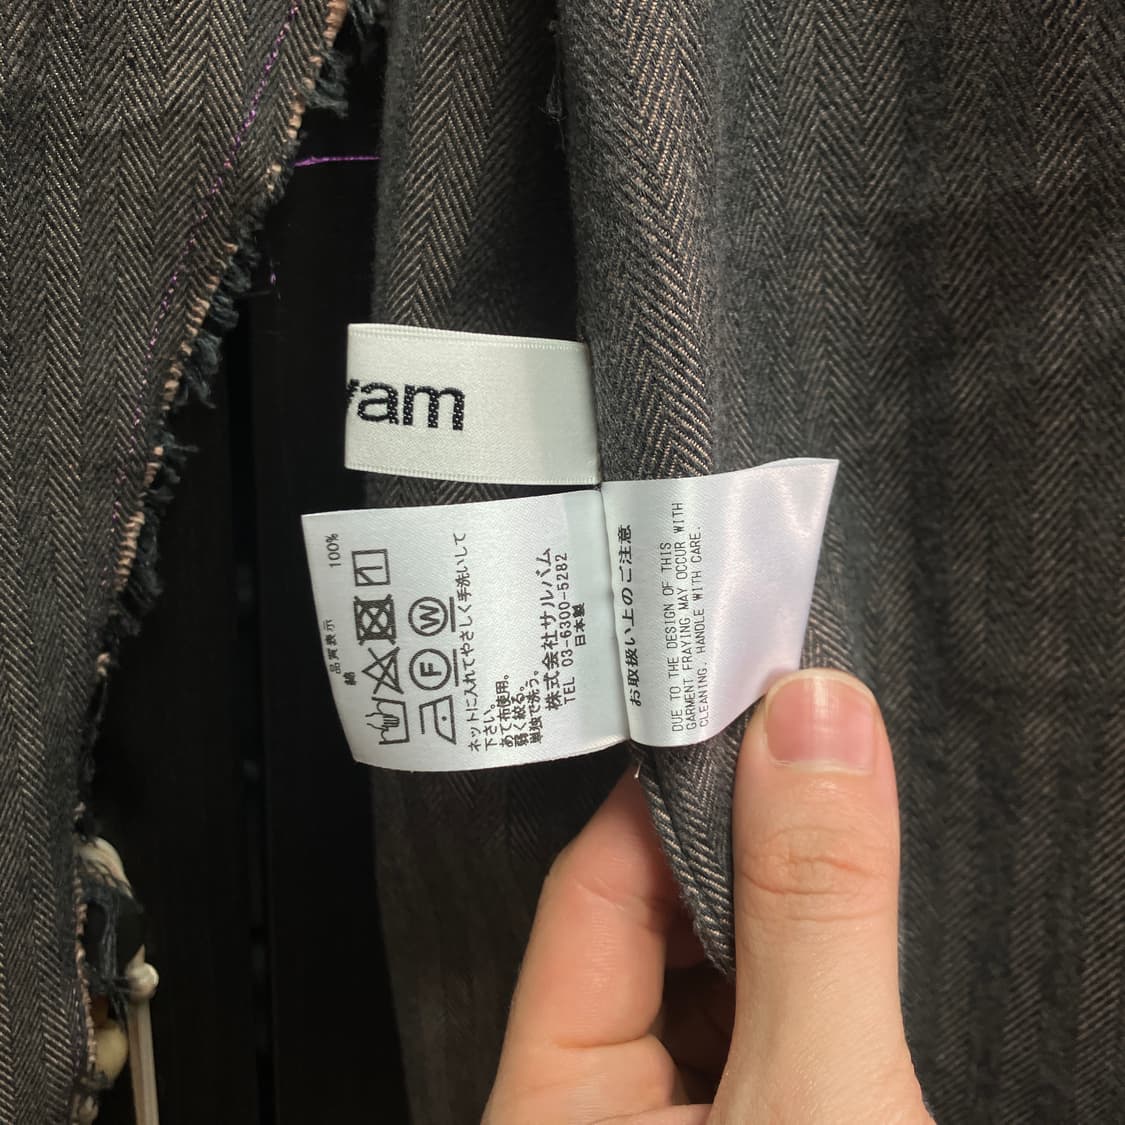 vam
品質表示
綿 100%
F W
ネットに入れてやさしく手洗いして
下さい。
あて布使用。
弱く絞る。
単独で洗う。
株式会社サルバム
TEL 03-6300-5282
日本製
お取扱い上のご注意
DUE TO THE DESIGN OF THIS
GARMENT FRAYING MAY OCCUR WITH
CLEANING. HANDLE WITH CARE.